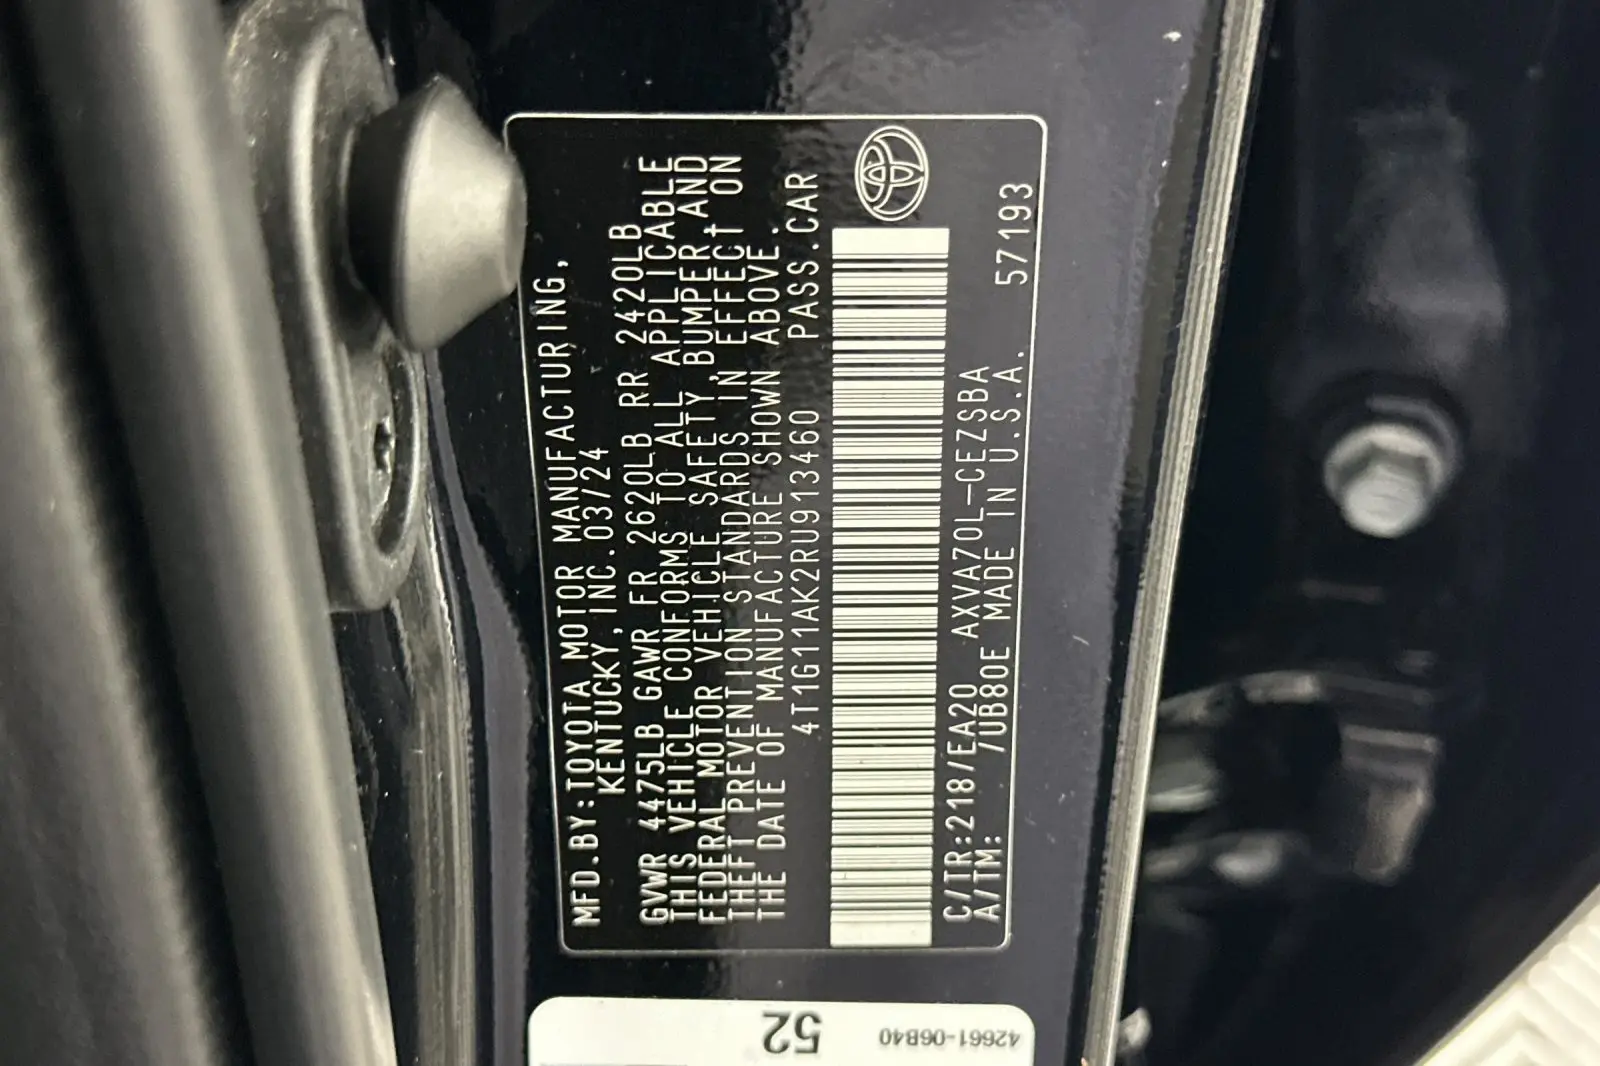 MFD.BY:TOYOTA MOTOR MANUFACTURING,
KENTUCKY, INC.03/24
GVWR 4475LB GAWR FR 2620LB RR 2420LB
THIS VEHICLE CONFORMS TO ALL APPLICABLE
FEDERAL MOTOR VEHICLE SAFETY, BUMPER, AND
THEFT PREVENTION STANDARDS IN EFFECT ON
THE DATE OF MANUFACTURE SHOWN ABOVE.
4T1G11AK2RU913460 PASS.CAR
C/TR:218/EA20 AXVA70L-CEZSBA
A/TM: /UB80E MADE IN U.S.A. 57193
52
42661-06B40